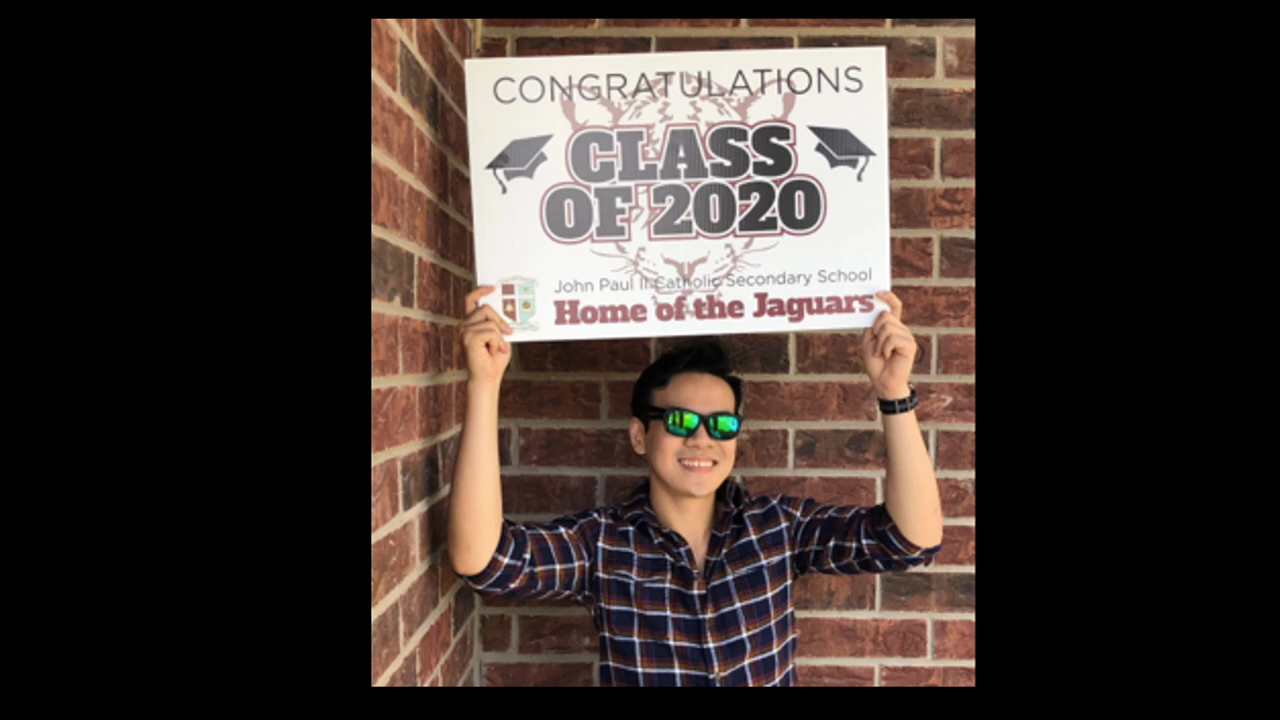 CONGRATULATIONS
CLASS
OF 2020
John Paul II Catholic Secondary School
Home of the Jaguars